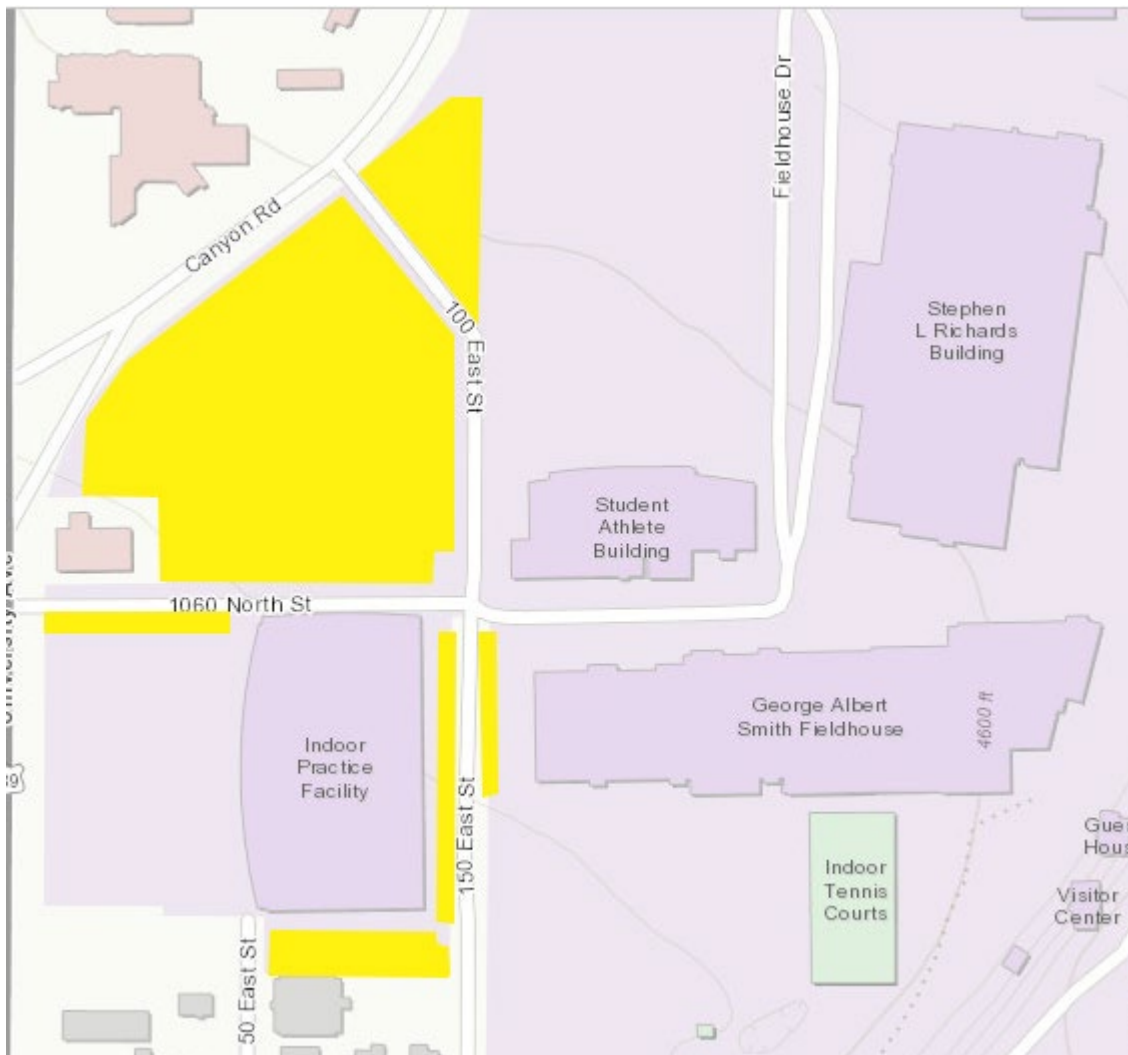 Fieldhouse Dr
Canyon Rd
Stephen
L Richards
Building
100 East St
Student
Athlete
Building
1060 North St
George Albert
Smith Fieldhouse
4600 ft
Indoor
Practice
Facility
150 East St
Indoor
Tennis
Courts
Visitor
Center
50 East St